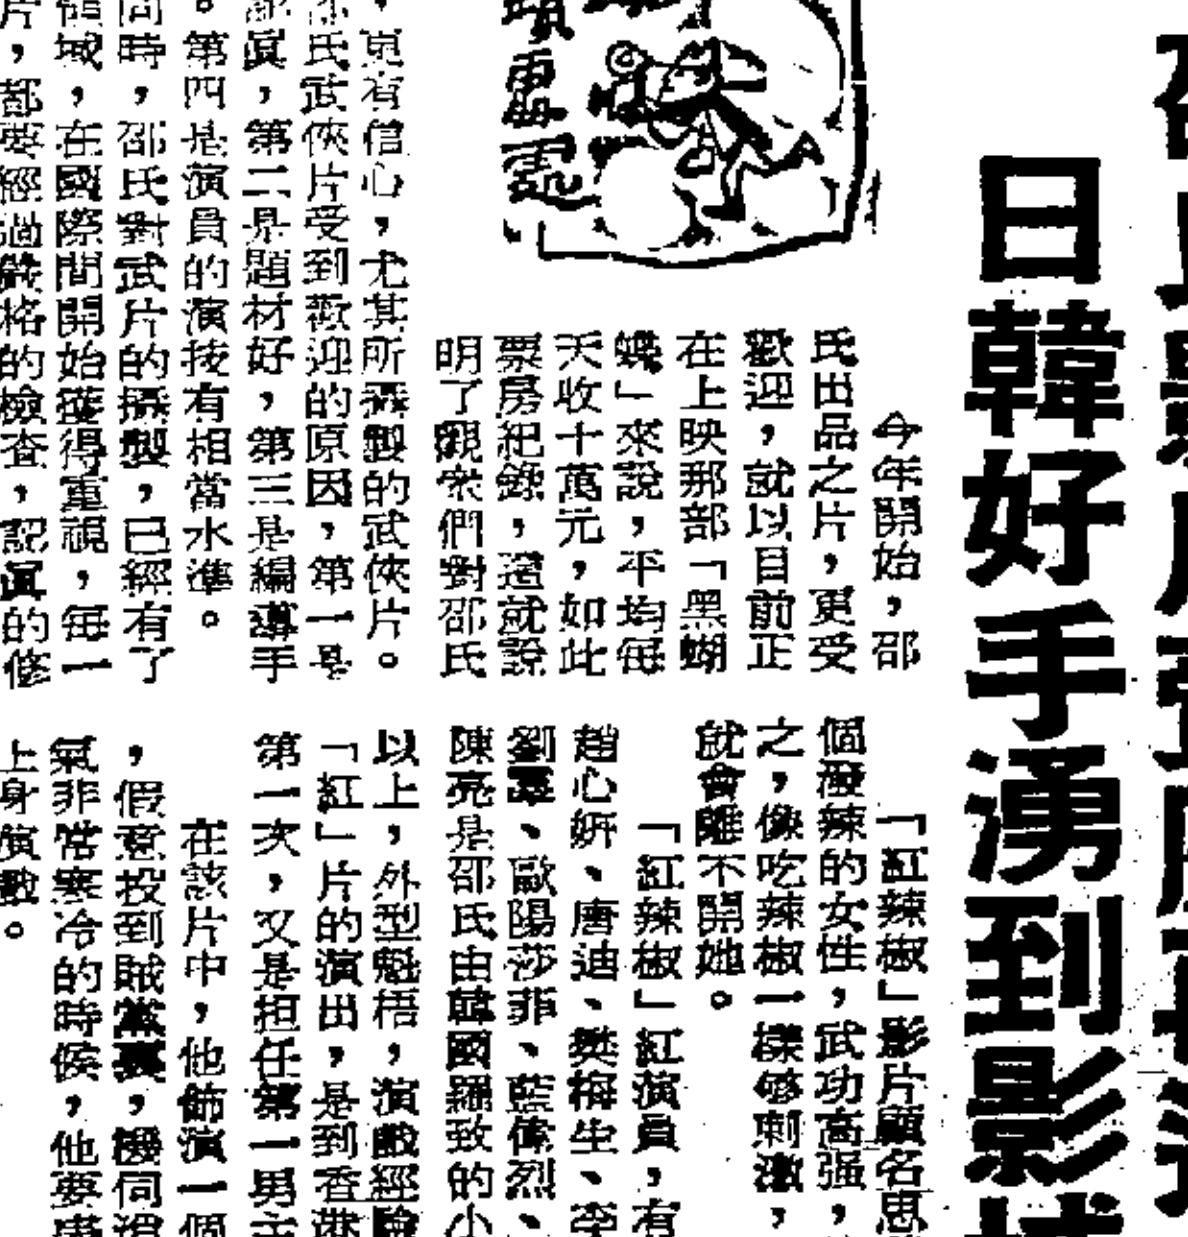 日韓好手湧到影城
今年開始，邵
氏出品之片，更受
歡迎，就以目前正
在上映那部「黑蝴
蝶」來說，平均每
天收十萬元，如此
票房紀錄，這就說
明了觀衆們對邵氏
，更有信心，尤其所攝製的武俠片。
氏武俠片受到歡迎的原因，第一是
眞，第二是題材好，第三是編導手
。第四是演員的演技有相當水準。
同時，邵氏對武片的攝製，已經有了
領域，在國際間開始獲得重視，每一
片，都要經過嚴格的檢查，認眞的修
「紅辣椒」影片顧名思
個潑辣的女性，武功高强，
之，像吃辣椒一樣够刺激，
就會離不開她。
「紅辣椒」紅演員，有
趙心妍、唐迪、樊梅生、李
劉、歐陽莎菲、藍偉烈、
陳亮是邵氏由韓國羅致的小
以上，外型魁梧，演戲經驗
「紅」片的演出，是到香港
第一次，又是担任第一男主
在該片中，他飾演一個
，假意投到賊黨裏，機伺
氣非常寒冷的時候，他要
上身演戲。